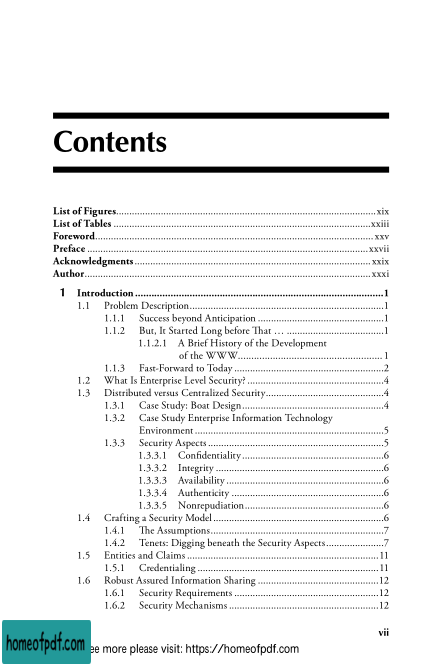 Contents
List of Figures....................xix
List of Tables....................xxiii
Foreword....................xxv
Preface....................xxvii
Acknowledgments....................xxix
Author....................xxxi
1 Introduction....................1
1.1 Problem Description....................1
1.1.1 Success beyond Anticipation....................1
1.1.2 But, It Started Long before That … ....................1
1.1.2.1 A Brief History of the Development
of the WWW....................1
1.1.3 Fast-Forward to Today....................2
1.2 What Is Enterprise Level Security?....................4
1.3 Distributed versus Centralized Security....................4
1.3.1 Case Study: Boat Design....................4
1.3.2 Case Study Enterprise Information Technology
Environment....................5
1.3.3 Security Aspects....................5
1.3.3.1 Confidentiality....................6
1.3.3.2 Integrity....................6
1.3.3.3 Availability....................6
1.3.3.4 Authenticity....................6
1.3.3.5 Nonrepudiation....................6
1.4 Crafting a Security Model....................6
1.4.1 The Assumptions....................7
1.4.2 Tenets: Digging beneath the Security Aspects....................7
1.5 Entities and Claims....................11
1.5.1 Credentialing....................11
1.6 Robust Assured Information Sharing....................12
1.6.1 Security Requirements....................12
1.6.2 Security Mechanisms....................12
vii
homeofpdf.com
ee more please visit: https://homeofpdf.com